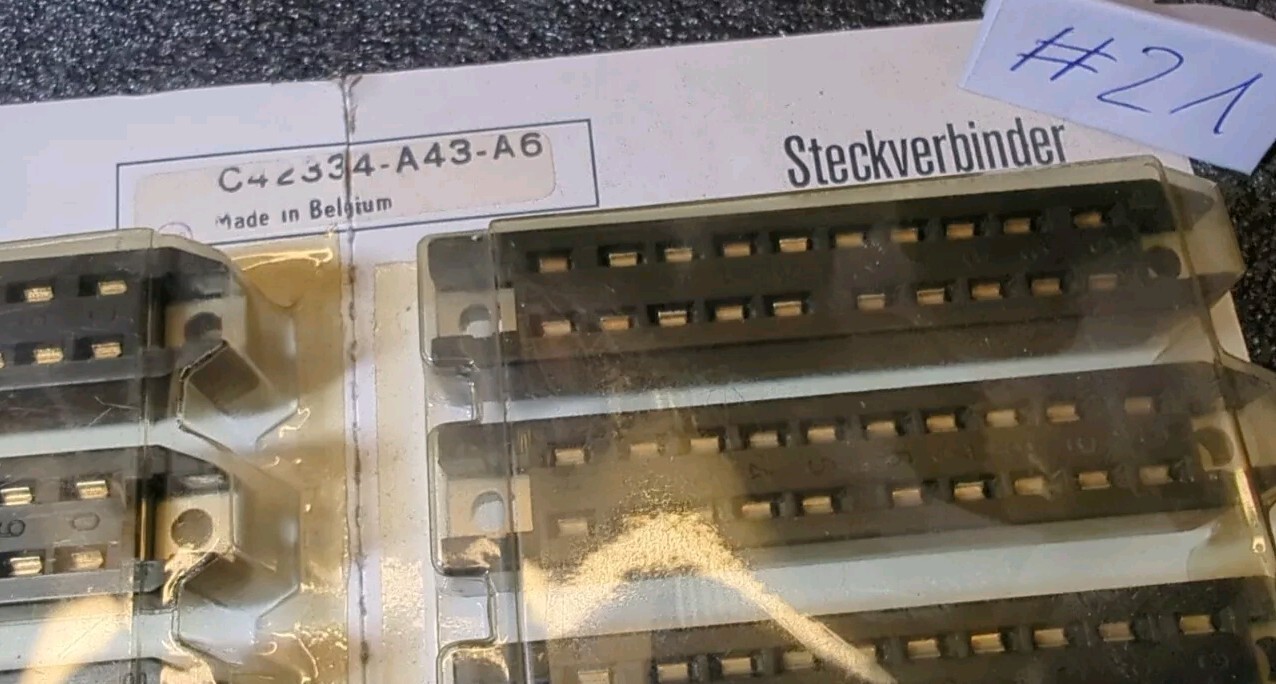 #21
C42334-A43-A6
Steckverbinder
Made in Belgium